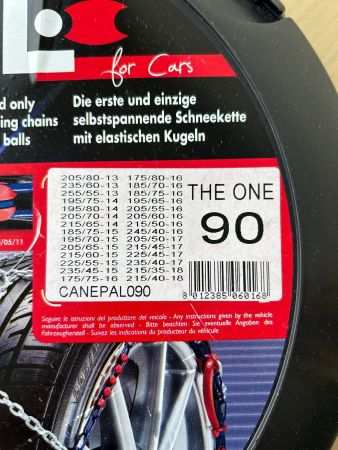 for Cars
d only
ing chains
balls
Die erste und einzige
selbstspannende Schneekette
mit elastischen Kugeln
205/80-13 175/80-16
235/60-13 185/70-16
255/55-13 195/65-16
195/75-14 205/55-16
195/80-14 205/60-16
205/70-14 215/50-16
215/65-14 245/40-16
185/75-15 205/50-17
195/70-15 215/45-17
205/65-15 225/45-17
215/60-15 235/40-17
225/55-15 215/35-18
235/45-15 215/40-18
175/75-16
CANEPAL090
THE ONE
90
8 012385 060168
/05/11
Seguire le istruzioni del produttore del veicolo - Any instructions given by the vehicle
manufacturer shall be observed - Bitte beachten Sie eventuelle Angaben des
Fahrzeugherstell - Suivez les indications du producteur du véhicule